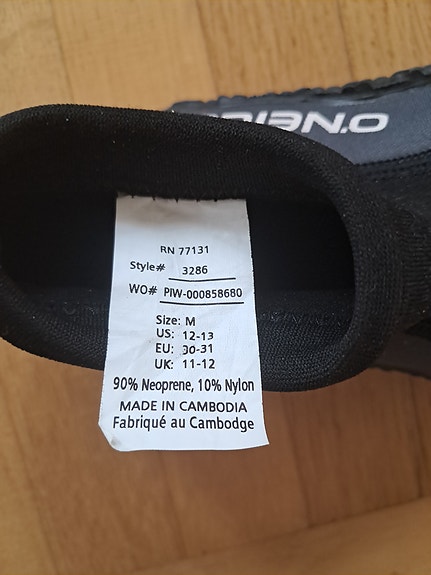 O'NEILL
RN 77131
Style# 3286
WO# PIW-000858680
Size: M
US: 12-13
EU: 30-31
UK: 11-12
90% Neoprene, 10% Nylon
MADE IN CAMBODIA
Fabriqué au Cambodge